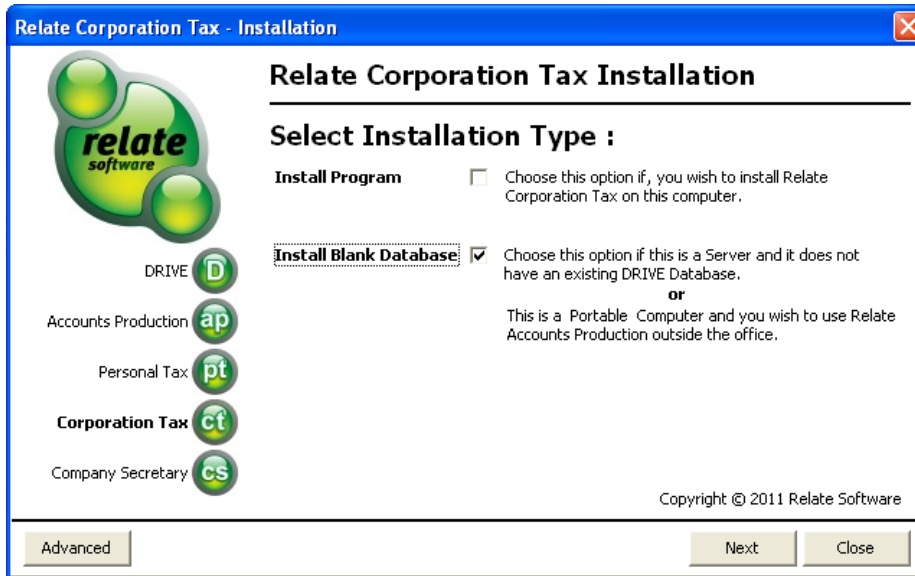 Relate Corporation Tax - Installation
relate
software
DRIVE D
Accounts Production ap
Personal Tax pt
Corporation Tax ct
Company Secretary cs
Relate Corporation Tax Installation
Select Installation Type :
Install Program
Choose this option if, you wish to install Relate
Corporation Tax on this computer.
Install Blank Database
Choose this option if this is a Server and it does not
have an existing DRIVE Database.
or
This is a  Portable  Computer and you wish to use Relate
Accounts Production outside the office.
Copyright © 2011 Relate Software
Advanced
Next
Close